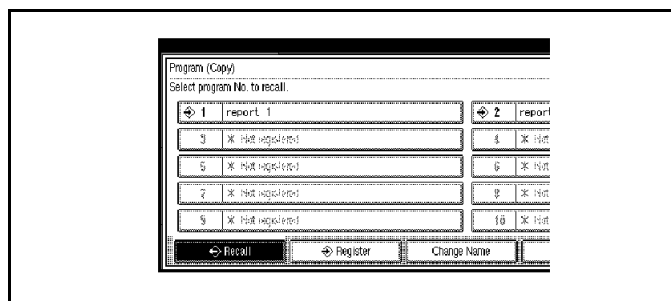 Program (Copy)
Select program No. to recall.
1 report 1 2 report
3 * Not registered 4 * Not
5 * Not registered 6 * Not
7 * Not registered 8 * Not
9 * Not registered 10 * Not
Recall Register Change Name